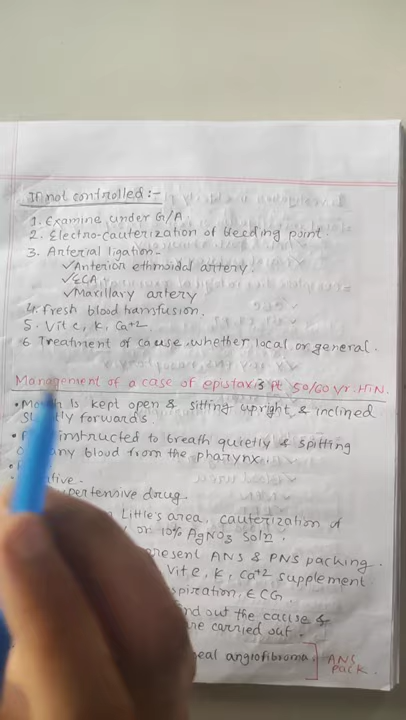 If not controlled :-
1. Examine under G/A
2. Electro-cauterization of bleeding point.
3. Arterial ligation-
✓Anterior ethmoidal artery.
✓ECA.
✓Maxillary artery
4. Fresh blood transfusion.
5. Vit C, K, Ca+2.
6 Treatment of cause whether local or general.
Management of a case of epistaxis pt 50/60 yr. HTN.
• is kept open & sitting upright & inclined
forwards.
instructed to breath quietly & spitting
any blood from the pharynx.
drug.
Little's area, cauterization of
or 10% AgNO3 Soln.
present ANS & PNS packing.
Vit C, K, Ca+2 supplement
ECG.
out the cause &
are carried out.
angiofibroma. ANS
pack.